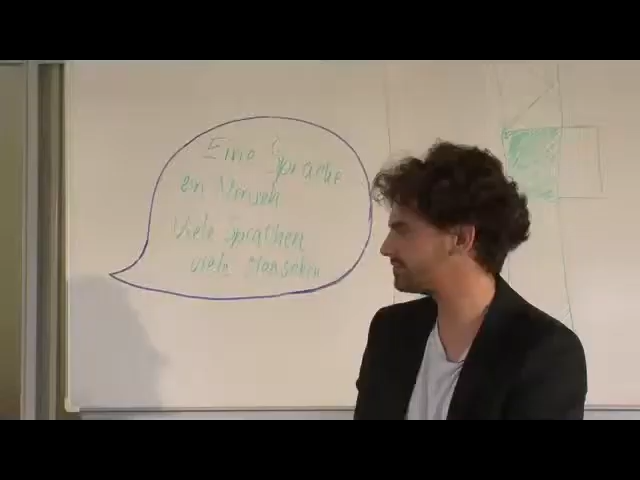 Eine Sprache
ein Mensch
Viele Sprachen
viele Menschen